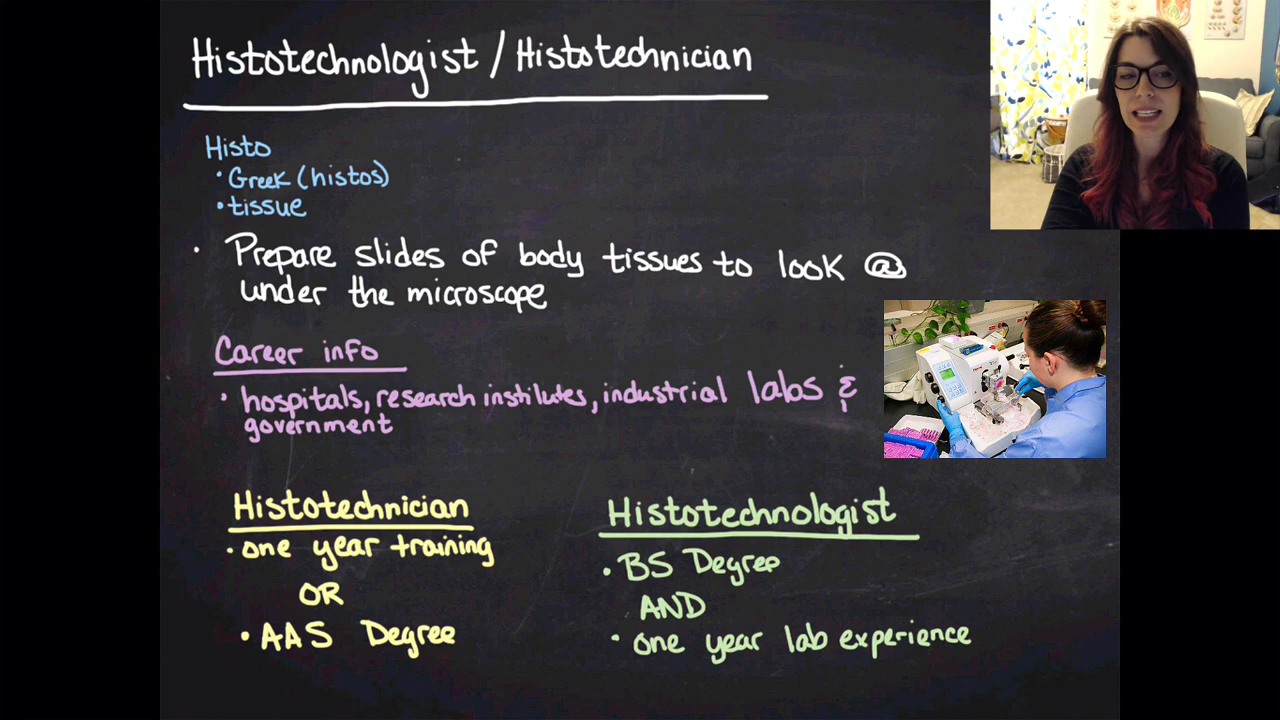 Histotechnologist / Histotechnician
Histo
• Greek (histos)
• tissue
• Prepare slides of body tissues to look @
under the microscope
Career info
• hospitals, research institutes, industrial labs &
government
Histotechnician
• one year training
OR
• AAS Degree
Histotechnologist
• BS Degree
AND
• one year lab experience